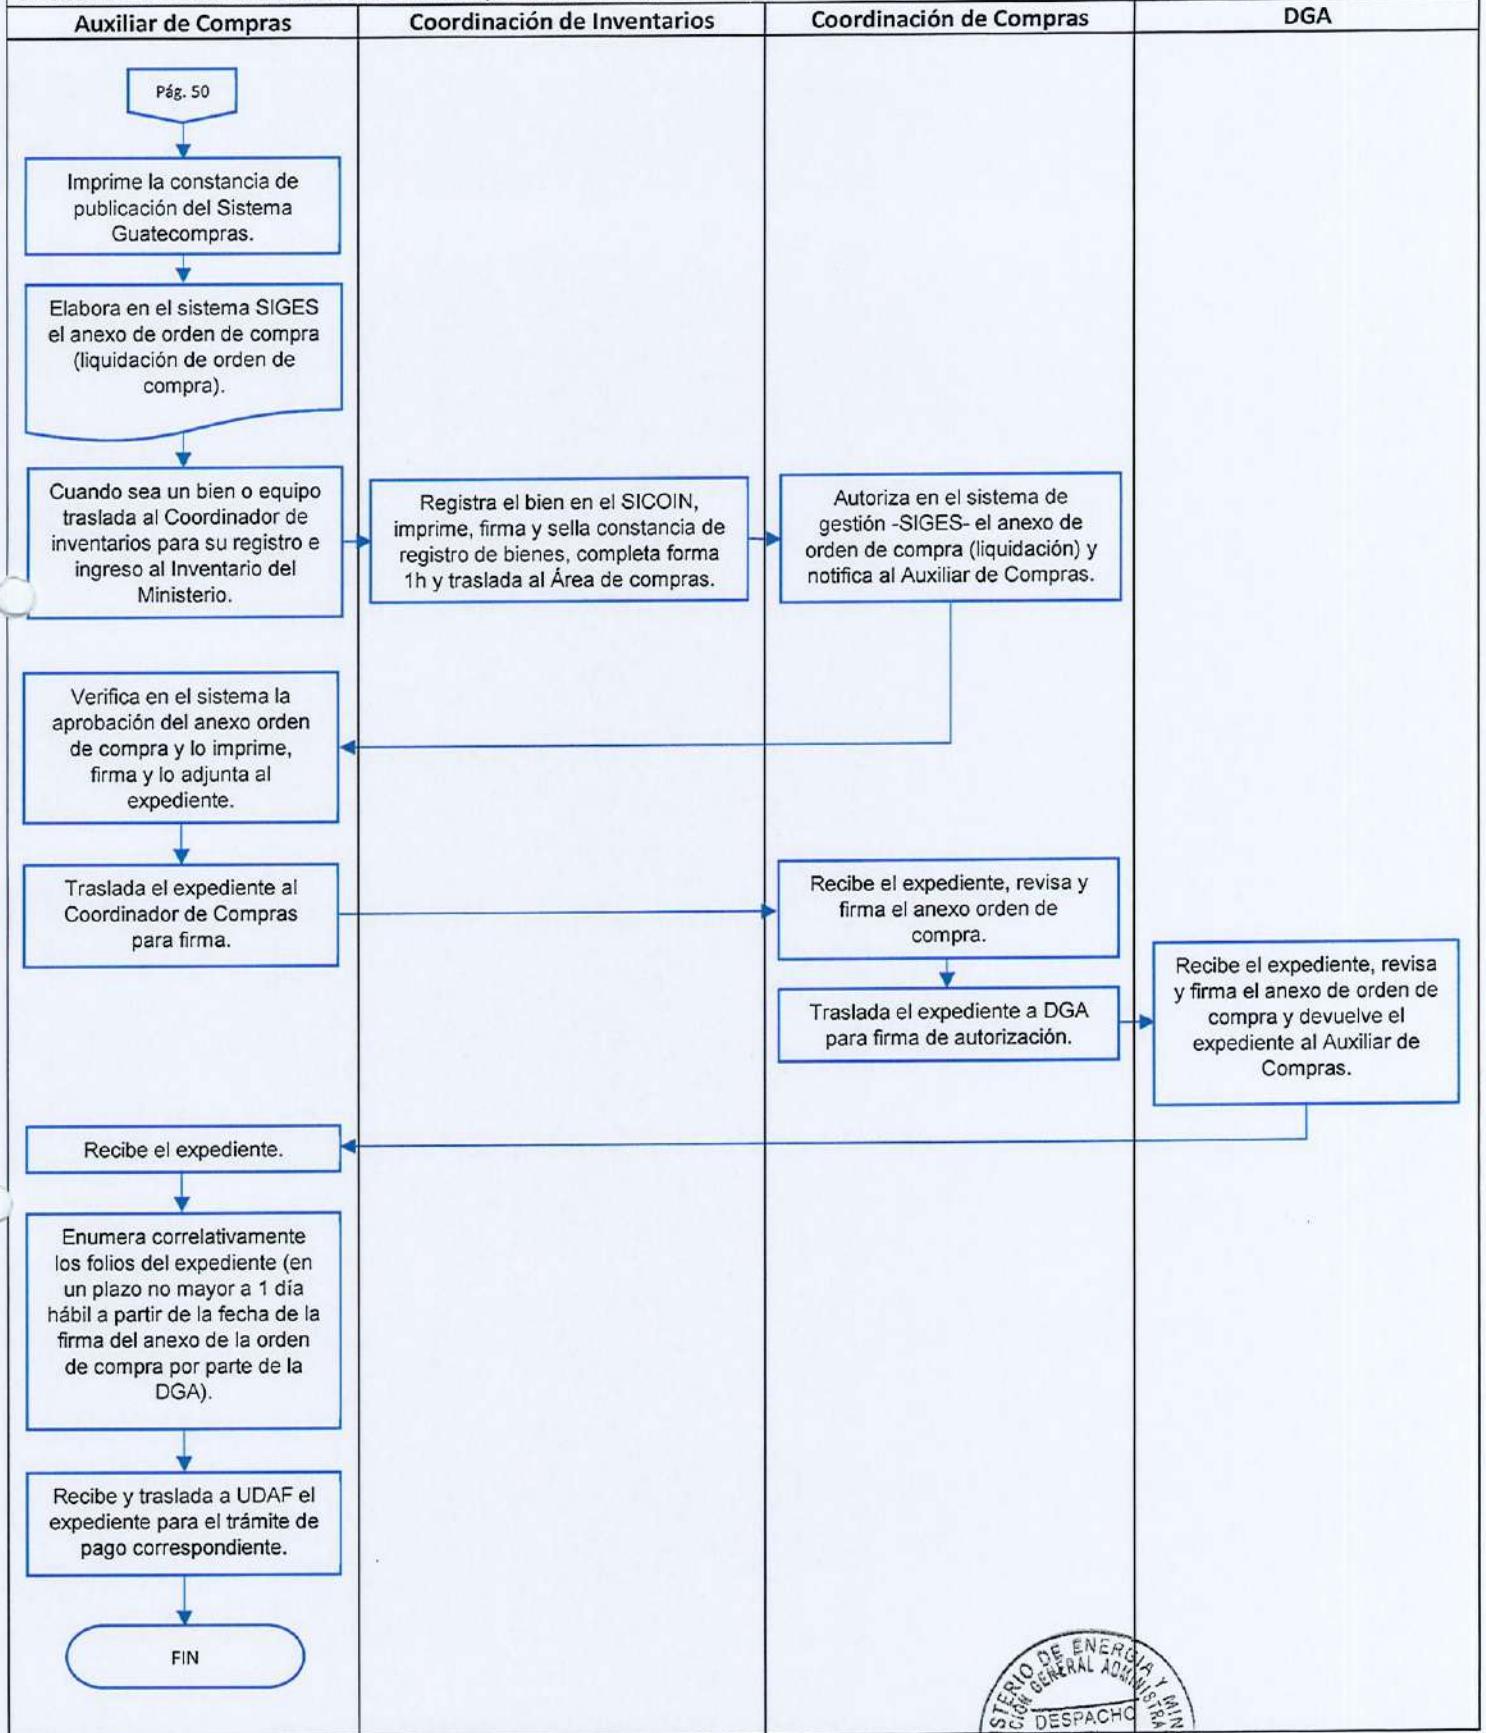 Auxiliar de Compras
Coordinación de Inventarios
Coordinación de Compras
DGA
Pág. 50
Imprime la constancia de
publicación del Sistema
Guatecompras.
Elabora en el sistema SIGES
el anexo de orden de compra
(liquidación de orden de
compra).
Cuando sea un bien o equipo
traslada al Coordinador de
inventarios para su registro e
ingreso al Inventario del
Ministerio.
Registra el bien en el SICOIN,
imprime, firma y sella constancia de
registro de bienes, completa forma
1h y traslada al Área de compras.
Autoriza en el sistema de
gestión -SIGES- el anexo de
orden de compra (liquidación) y
notifica al Auxiliar de Compras.
Verifica en el sistema la
aprobación del anexo orden
de compra y lo imprime,
firma y lo adjunta al
expediente.
Traslada el expediente al
Coordinador de Compras
para firma.
Recibe el expediente, revisa y
firma el anexo orden de
compra.
Traslada el expediente a DGA
para firma de autorización.
Recibe el expediente, revisa
y firma el anexo de orden de
compra y devuelve el
expediente al Auxiliar de
Compras.
Recibe el expediente.
Enumera correlativamente
los folios del expediente (en
un plazo no mayor a 1 día
hábil a partir de la fecha de la
firma del anexo de la orden
de compra por parte de la
DGA).
Recibe y traslada a UDAF el
expediente para el trámite de
pago correspondiente.
FIN
DE ENERGIA Y
GENERAL
DESPACHO